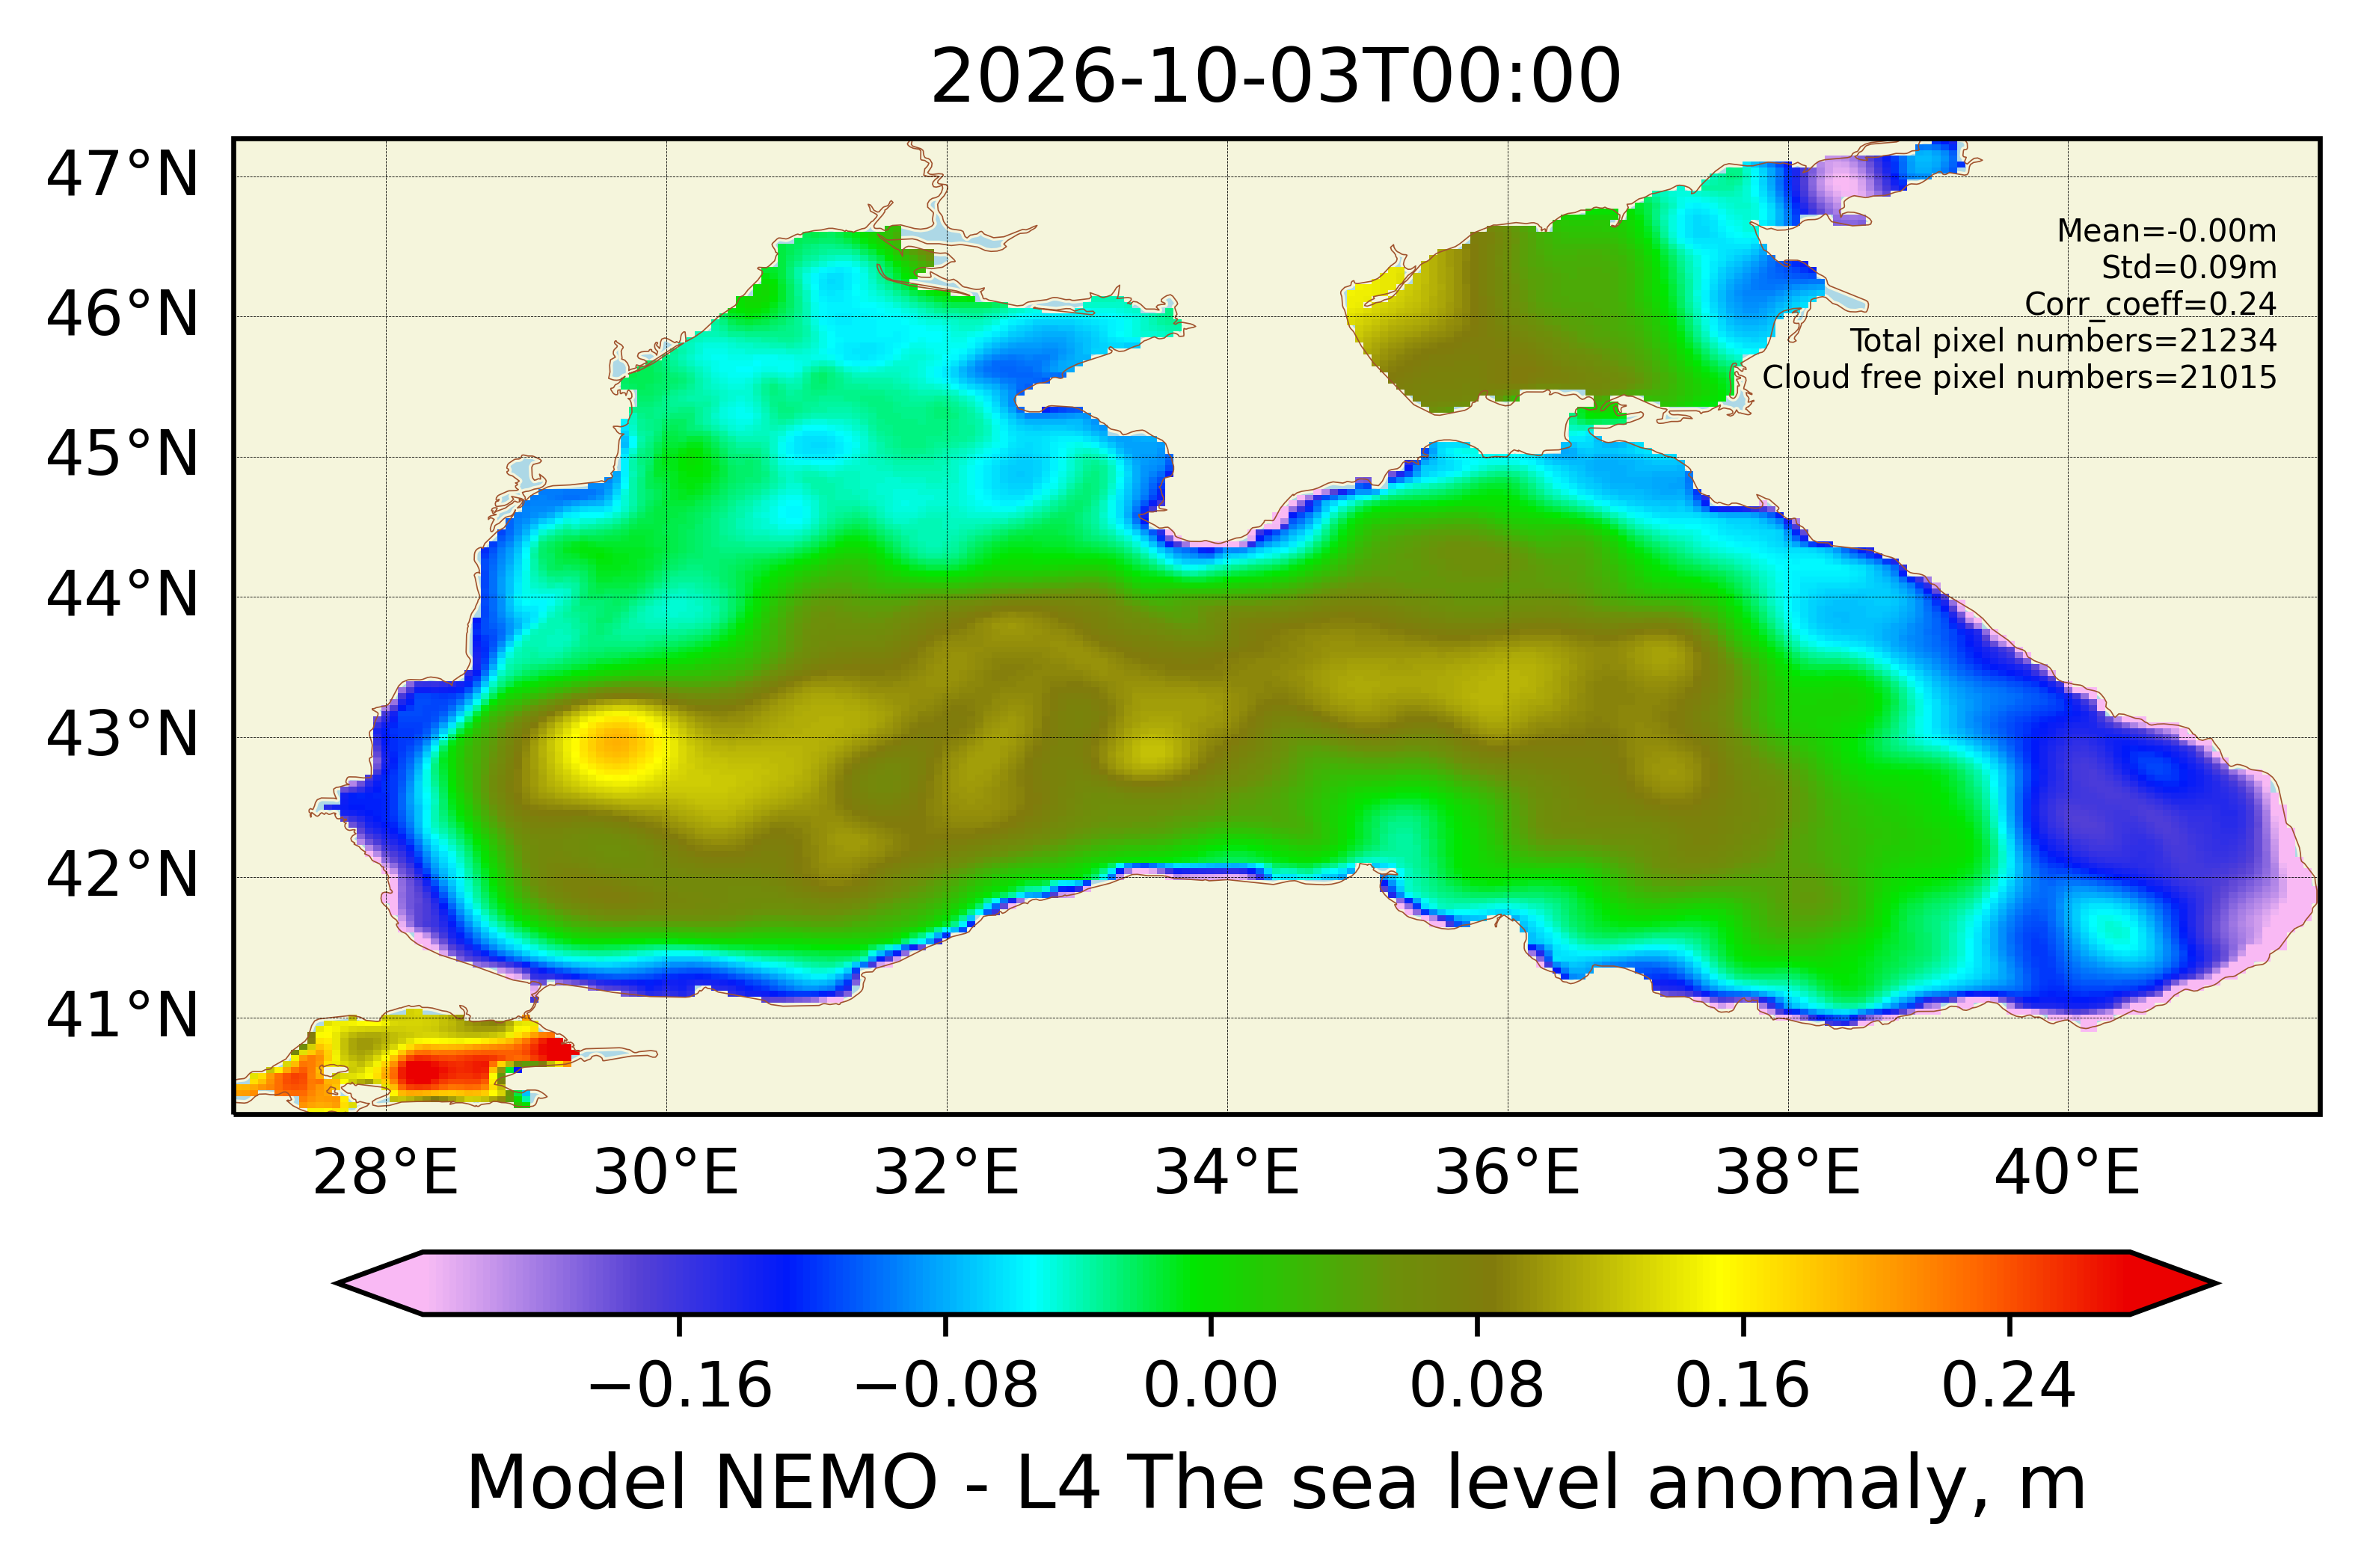 2026-10-03T00:00
47°N
46°N
45°N
44°N
43°N
42°N
41°N
Mean=-0.00m
Std=0.09m
Corr_coeff=0.24
Total pixel numbers=21234
Cloud free pixel numbers=21015
28°E 30°E 32°E 34°E 36°E 38°E 40°E
−0.16 −0.08 0.00 0.08 0.16 0.24
Model NEMO - L4 The sea level anomaly, m